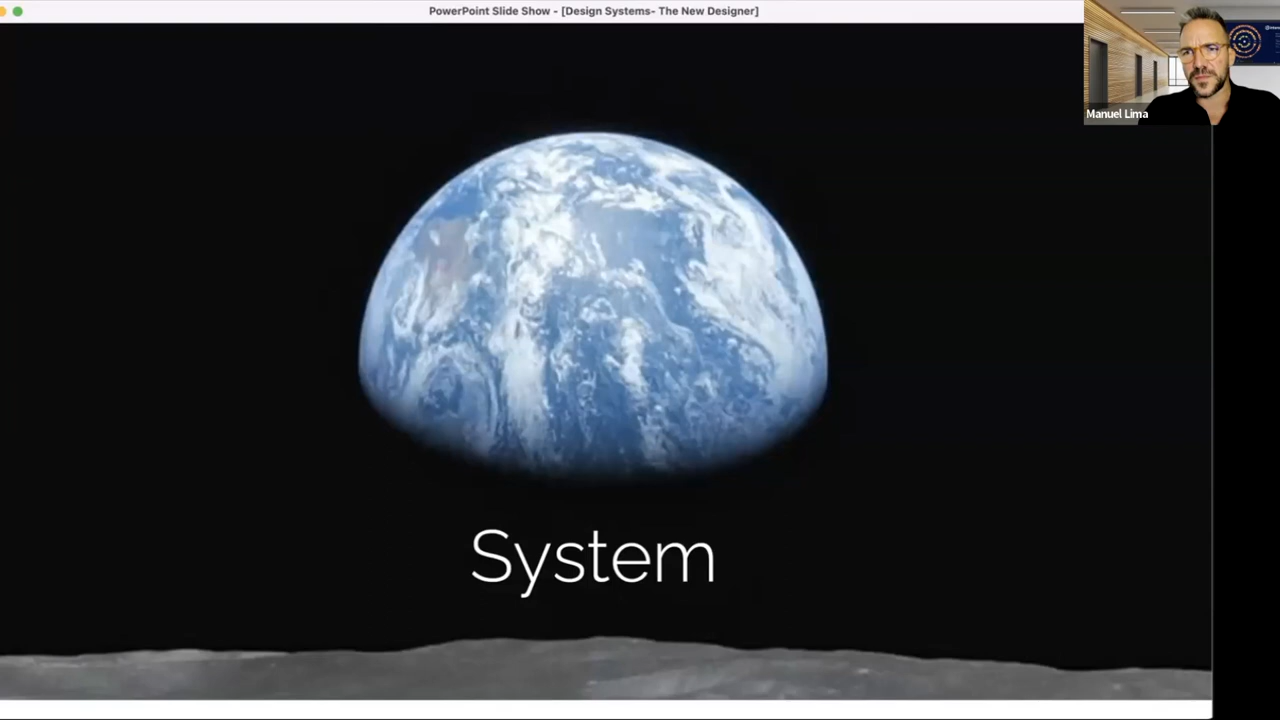 PowerPoint Slide Show - [Design Systems- The New Designer]
Manuel Lima
System